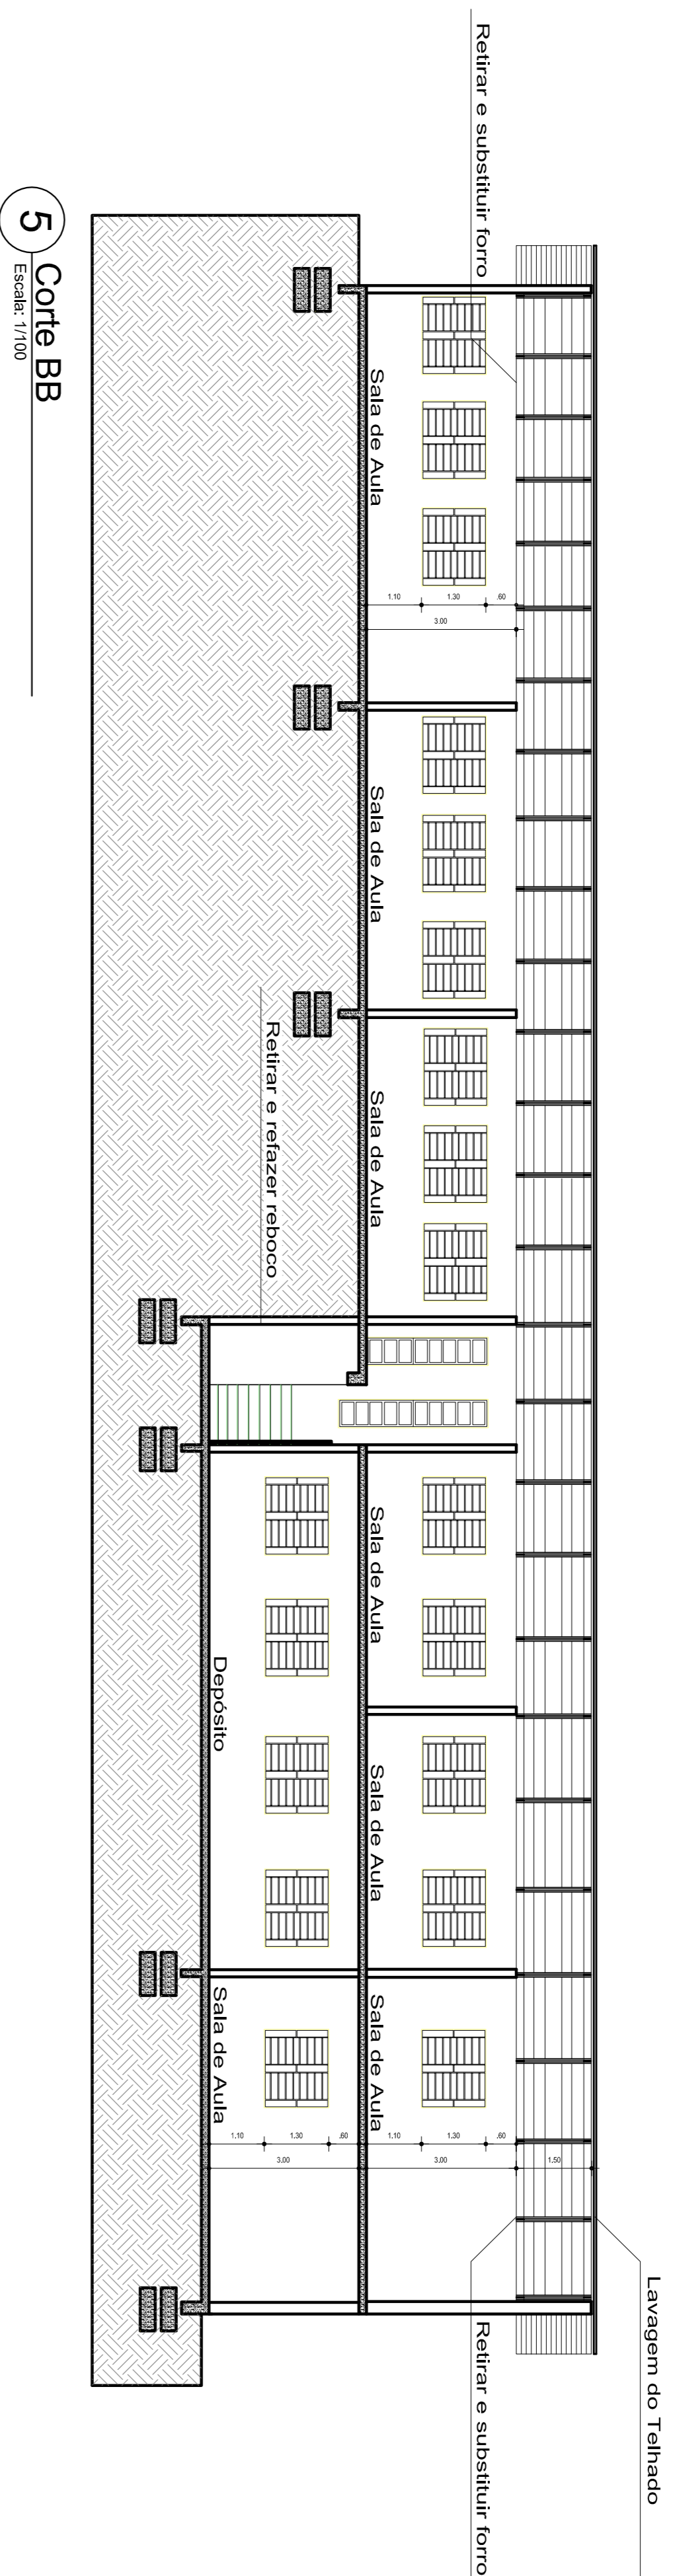 Lavagem do Telhado
Retirar e substituir forro
Retirar e substituir forro
1.10
1.30
.60
3.00
1.10
1.30
.60
3.00
1.50
Sala de Aula
Sala de Aula
Sala de Aula
Sala de Aula
Sala de Aula
Sala de Aula
Retirar e refazer reboco
1.10
1.30
.60
3.00
Depósito
Sala de Aula
5
Corte BB
Escala: 1/100